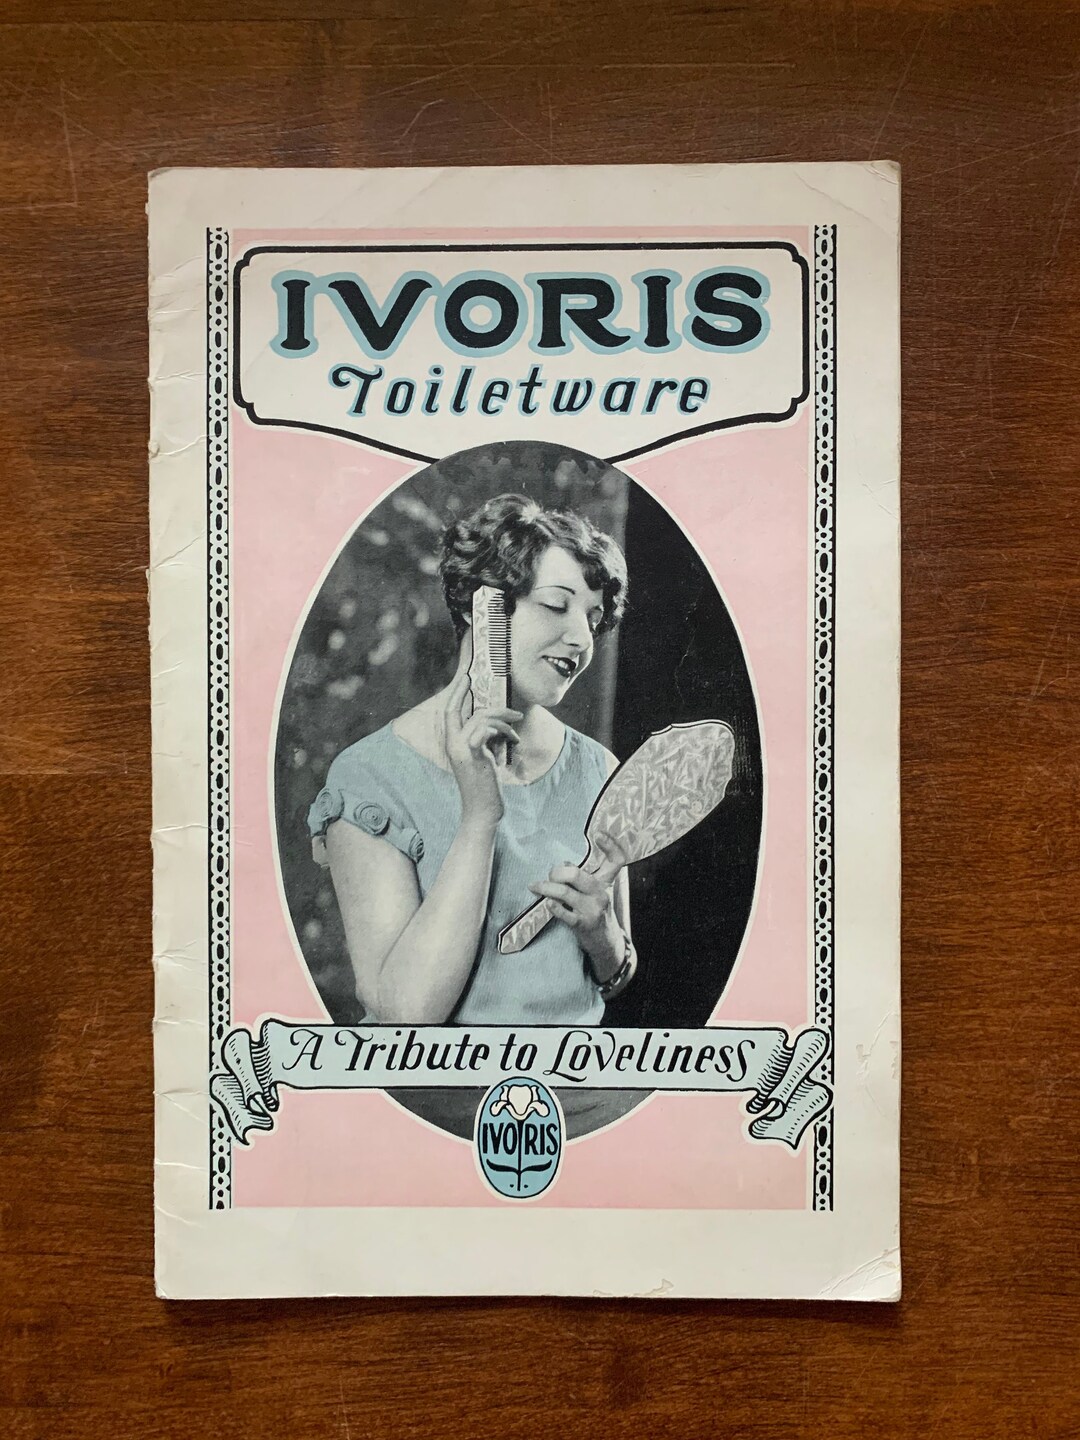 IVORIS
Toiletware
A Tribute to Loveliness
IVORIS